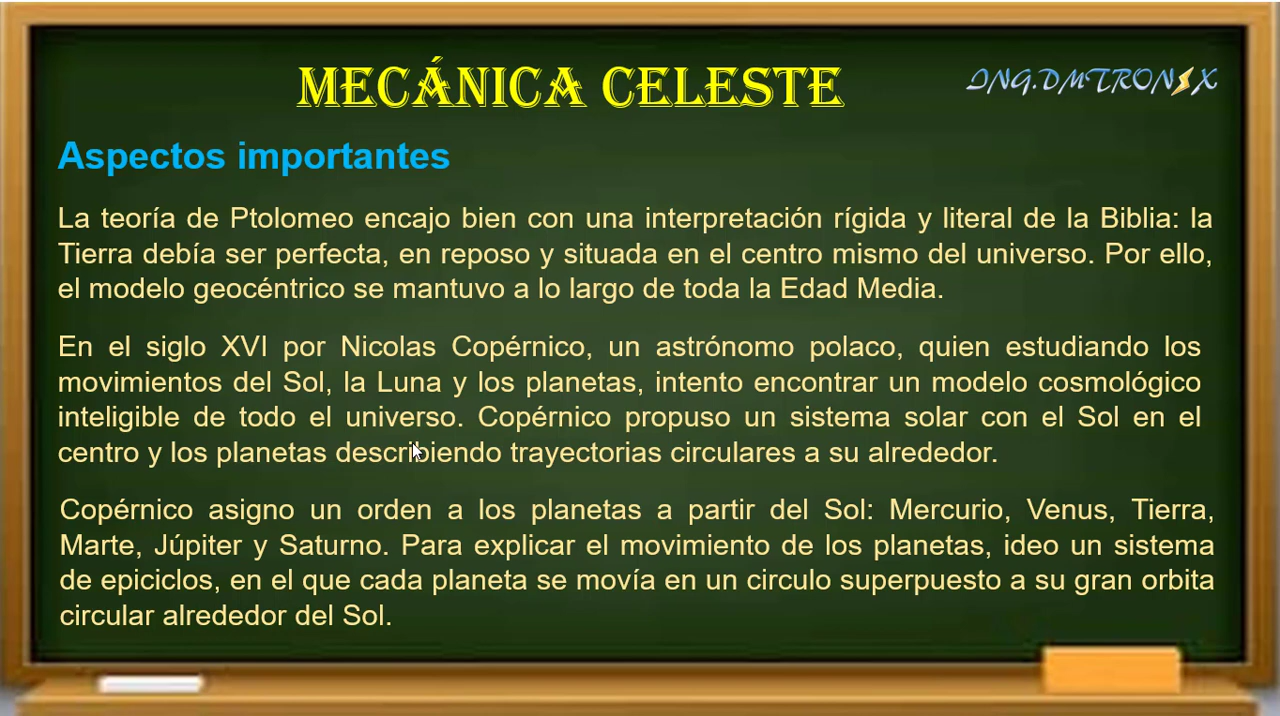 MECÁNICA CELESTE
ING.DMTRONX
Aspectos importantes
La teoría de Ptolomeo encajo bien con una interpretación rígida y literal de la Biblia: la
Tierra debía ser perfecta, en reposo y situada en el centro mismo del universo. Por ello,
el modelo geocéntrico se mantuvo a lo largo de toda la Edad Media.
En el siglo XVI por Nicolas Copérnico, un astrónomo polaco, quien estudiando los
movimientos del Sol, la Luna y los planetas, intento encontrar un modelo cosmológico
inteligible de todo el universo. Copérnico propuso un sistema solar con el Sol en el
centro y los planetas describiendo trayectorias circulares a su alrededor.
Copérnico asigno un orden a los planetas a partir del Sol: Mercurio, Venus, Tierra,
Marte, Júpiter y Saturno. Para explicar el movimiento de los planetas, ideo un sistema
de epiciclos, en el que cada planeta se movía en un circulo superpuesto a su gran orbita
circular alrededor del Sol.